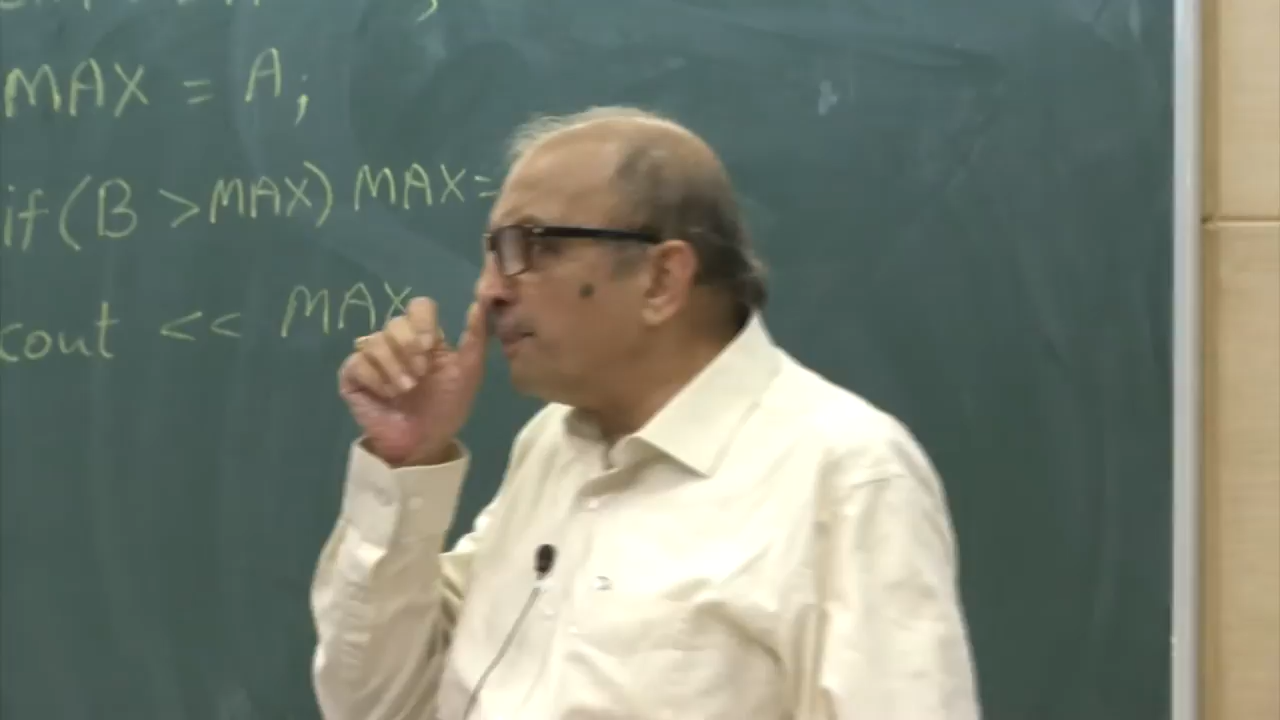 MAX = A;
if(B >MAX) MAX=
cout << MAX